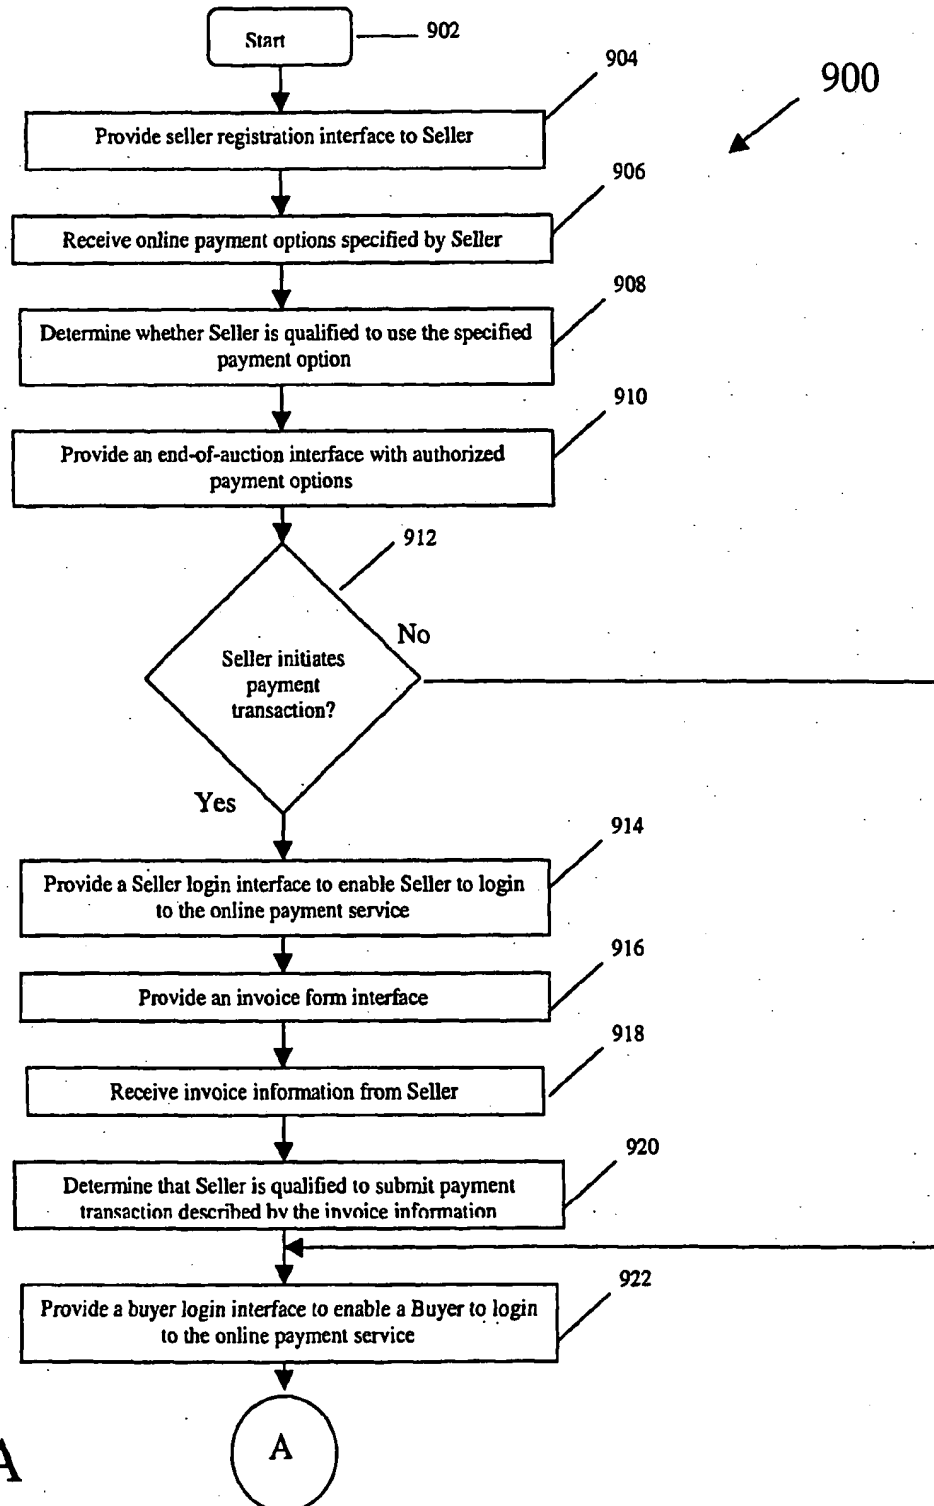 Start
902
904
900
Provide seller registration interface to Seller
906
Receive online payment options specified by Seller
908
Determine whether Seller is qualified to use the specified
payment option
910
Provide an end-of-auction interface with authorized
payment options
912
No
Seller initiates
payment
transaction?
Yes
914
Provide a Seller login interface to enable Seller to login
to the online payment service
916
Provide an invoice form interface
918
Receive invoice information from Seller
920
Determine that Seller is qualified to submit payment
transaction described by the invoice information
922
Provide a buyer login interface to enable a Buyer to login
to the online payment service
A
A